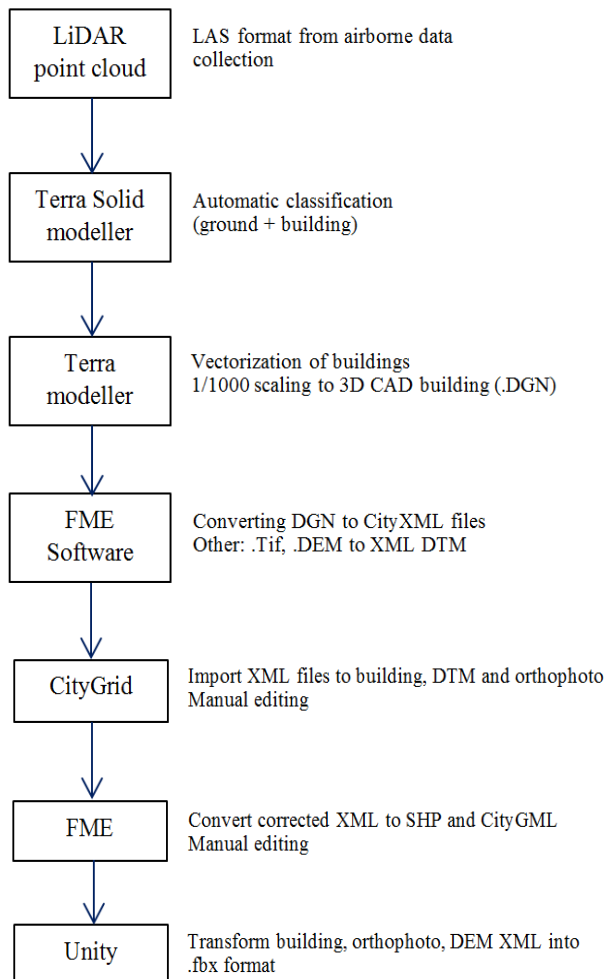 LiDAR
point cloud
LAS format from airborne data
collection
Terra Solid
modeller
Automatic classification
(ground + building)
Terra
modeller
Vectorization of buildings
1/1000 scaling to 3D CAD building (.DGN)
FME
Software
Converting DGN to CityXML files
Other: .Tif, .DEM to XML DTM
CityGrid
Import XML files to building, DTM and orthophoto
Manual editing
FME
Convert corrected XML to SHP and CityGML
Manual editing
Unity
Transform building, orthophoto, DEM XML into
.fbx format